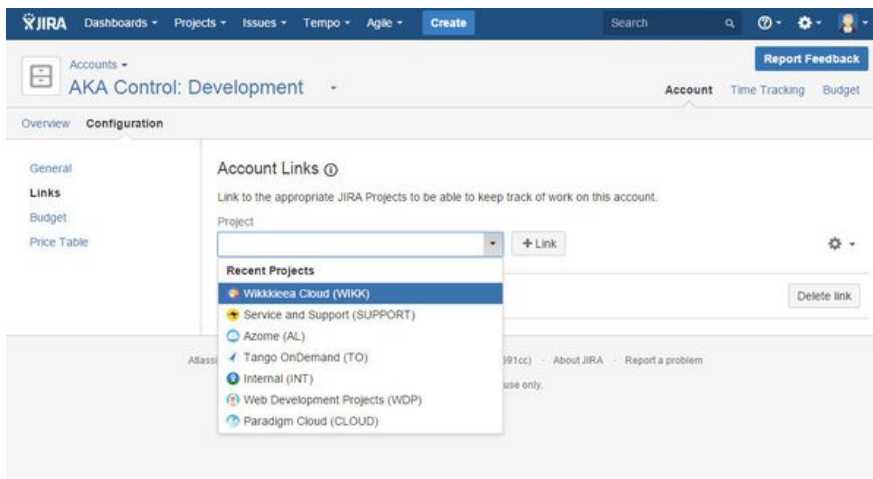 JIRA Dashboards Projects Issues Tempo Agile Create Search
Report Feedback
Accounts
AKA Control: Development
Account Time Tracking Budget
Overview Configuration
General
Links
Budget
Price Table
Account Links
Link to the appropriate JIRA Projects to be able to keep track of work on this account.
Project
+ Link
Recent Projects
Wikkkieea Cloud (WIKK)
Service and Support (SUPPORT)
Azome (AL)
Tango OnDemand (TO)
Internal (INT)
Web Development Projects (WDP)
Paradigm Cloud (CLOUD)
Delete link
591cc) · About JIRA · Report a problem
use only.